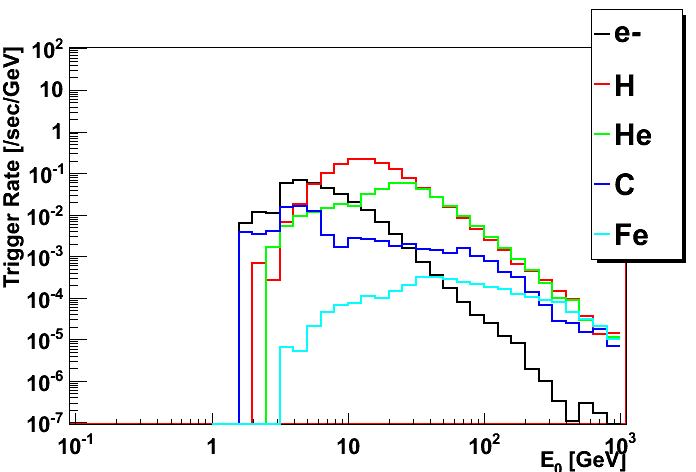 Trigger Rate [/sec/GeV]
10²
10
1
10⁻¹
10⁻²
10⁻³
10⁻⁴
10⁻⁵
10⁻⁶
10⁻⁷
e-
H
He
C
Fe
10⁻¹ 1 10 10² 10³
E₀ [GeV]